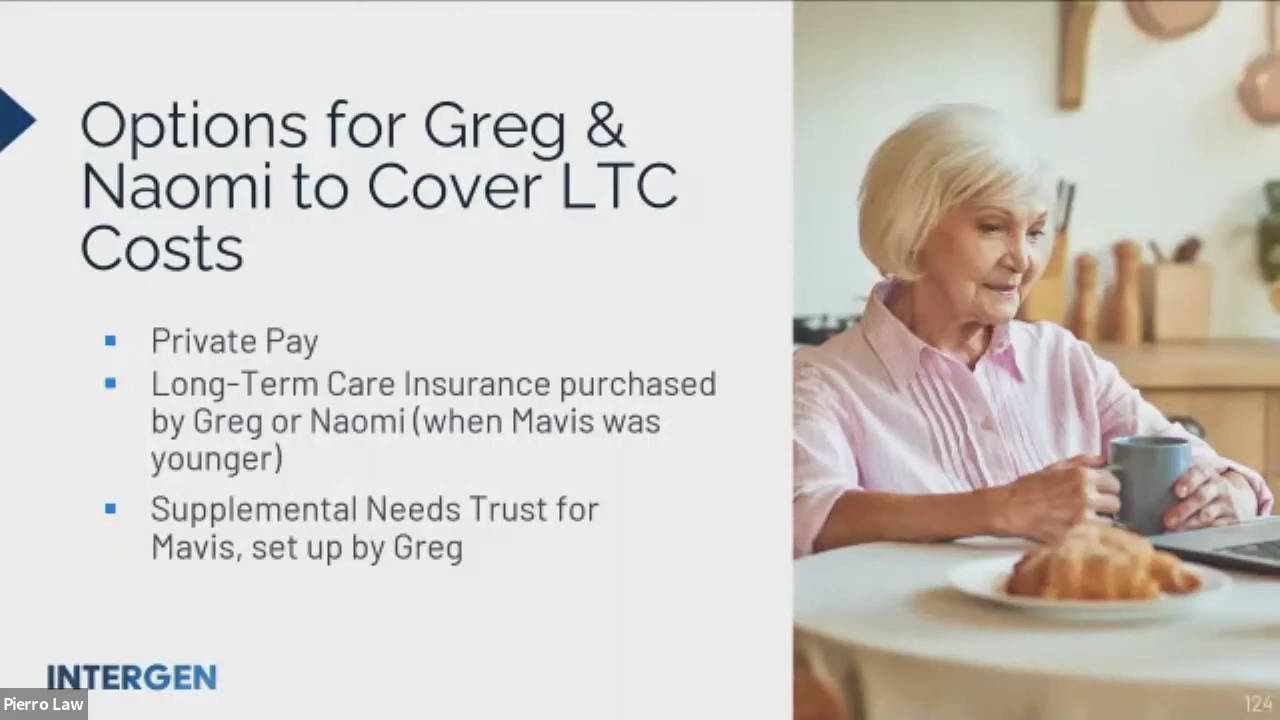 Options for Greg &
Naomi to Cover LTC
Costs
Private Pay
Long-Term Care Insurance purchased
by Greg or Naomi (when Mavis was
younger)
Supplemental Needs Trust for
Mavis, set up by Greg
INTERGEN
Pierro Law
124